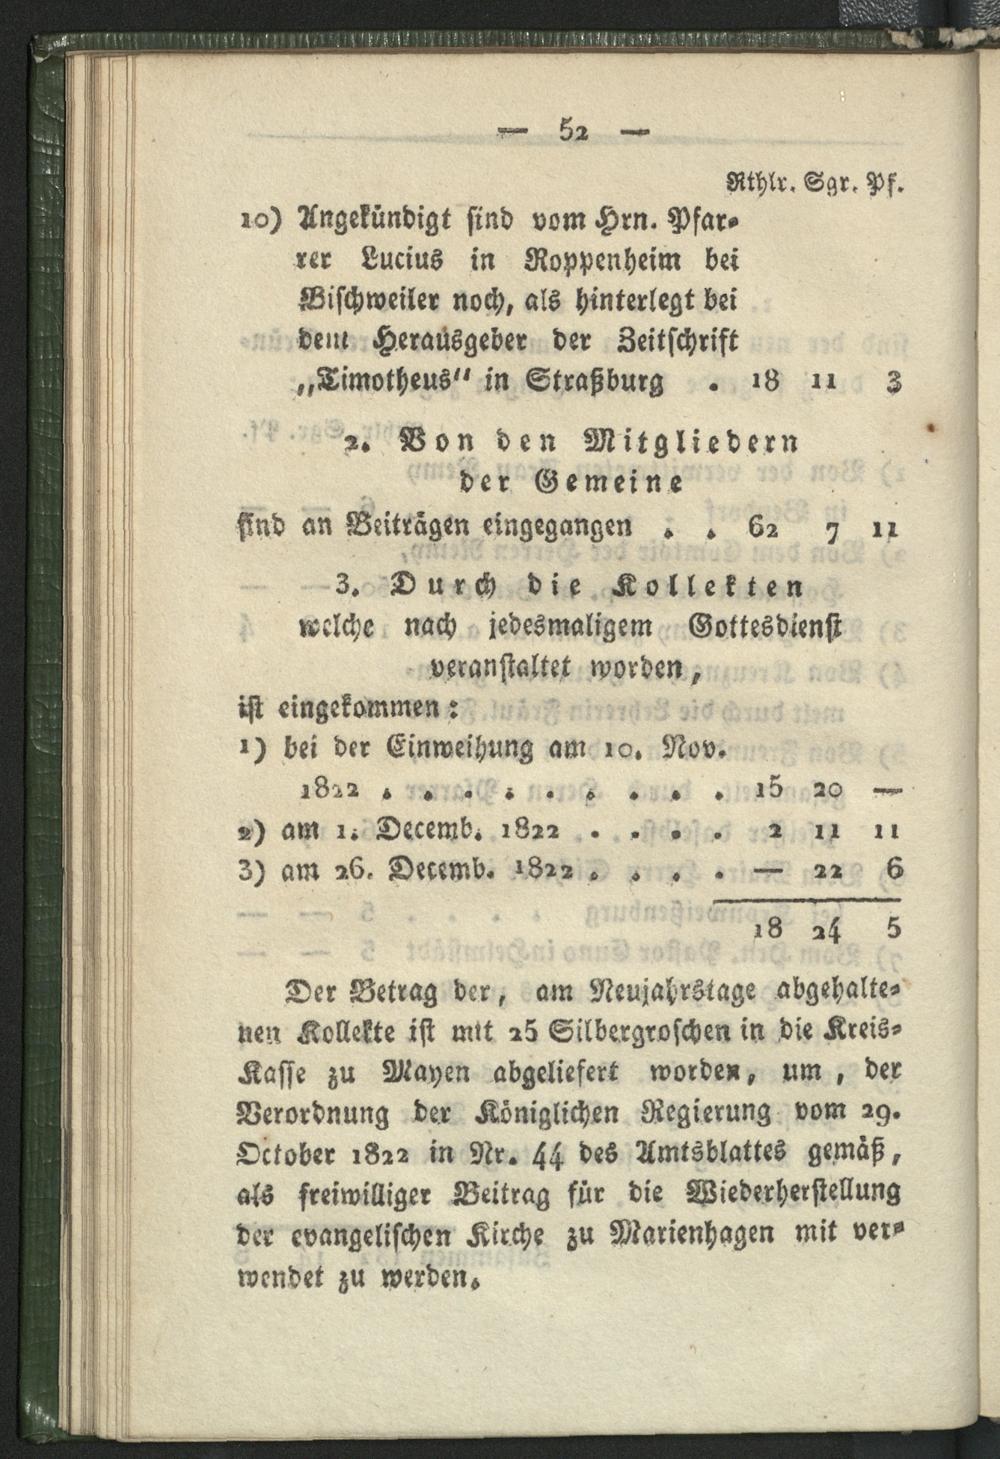 — 52 —
Rthlr. Sgr. Pf.
10) Angekündigt sind vom Hrn. Pfar-
rer Lucius in Roppenheim bei
Bischweiler noch, als hinterlegt bei
dem Herausgeber der Zeitschrift
„Timotheus“ in Straßburg . 18 11 3
2. Von den Mitgliedern
der Gemeine
sind an Beiträgen eingegangen . . 62 7 11
3. Durch die Kollekten
welche nach jedesmaligem Gottesdienst
veranstaltet worden,
ist eingekommen:
1) bei der Einweihung am 10. Nov.
1822 . . . . . . . . . 15 20 —
2) am 1. Decemb. 1822 . . . . 2 11 11
3) am 26. Decemb. 1822 . . . . — 22 6
18 24 5
Der Betrag der, am Neujahrstage abgehalte-
nen Kollekte ist mit 25 Silbergroschen in die Kreis-
Kasse zu Mayen abgeliefert worden, um, der
Verordnung der Königlichen Regierung vom 29.
October 1822 in Nr. 44 des Amtsblattes gemäß,
als freiwilliger Beitrag für die Wiederherstellung
der evangelischen Kirche zu Marienhagen mit ver-
wendet zu werden.